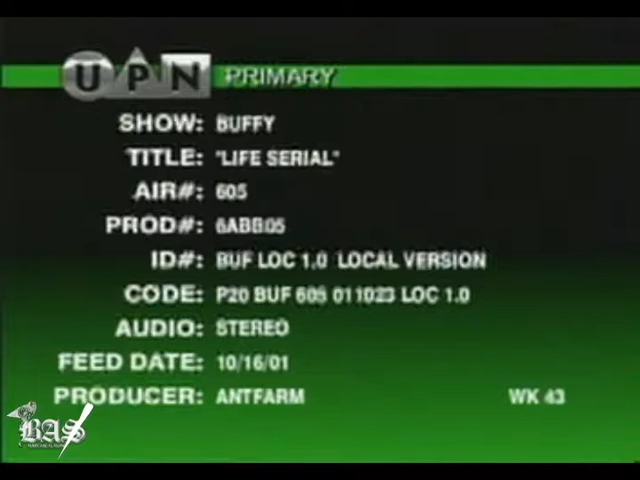 UPN PRIMARY
SHOW: BUFFY
TITLE: "LIFE SERIAL"
AIR#: 605
PROD#: 6ABB05
ID#: BUF LOC 1.0 LOCAL VERSION
CODE: P20 BUF 605 011023 LOC 1.0
AUDIO: STEREO
FEED DATE: 10/16/01
PRODUCER: ANTFARM WK 43
BAS